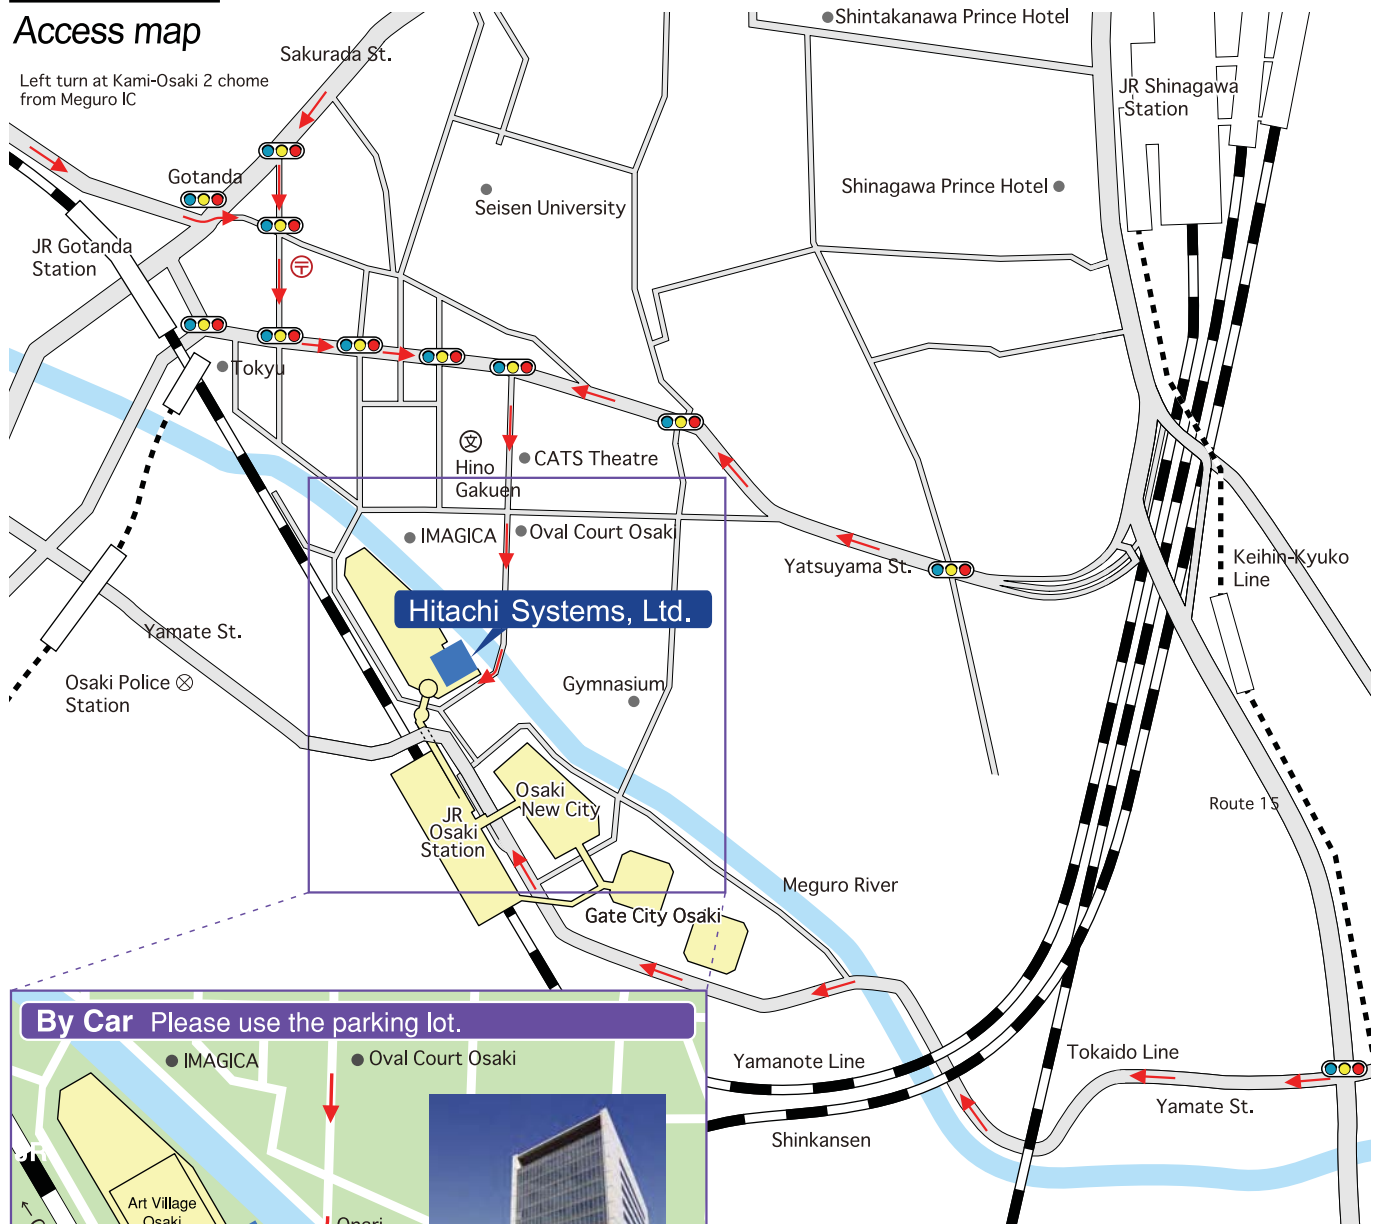 Access map
Left turn at Kami-Osaki 2 chome
from Meguro IC
Sakurada St.
Shintakanawa Prince Hotel
JR Shinagawa
Station
Gotanda
Seisen University
Shinagawa Prince Hotel
JR Gotanda
Station
〒
Tokyu
文
Hino
Gakuen
CATS Theatre
IMAGICA
Oval Court Osaki
Yatsuyama St.
Keihin-Kyuko
Line
Hitachi Systems, Ltd.
Yamate St.
Osaki Police
Station
Gymnasium
Osaki
New City
JR
Osaki
Station
Route 15
Meguro River
Gate City Osaki
By Car Please use the parking lot.
IMAGICA
Oval Court Osaki
Yamanote Line
Tokaido Line
Yamate St.
Shinkansen
JR
Art Village
Osaki